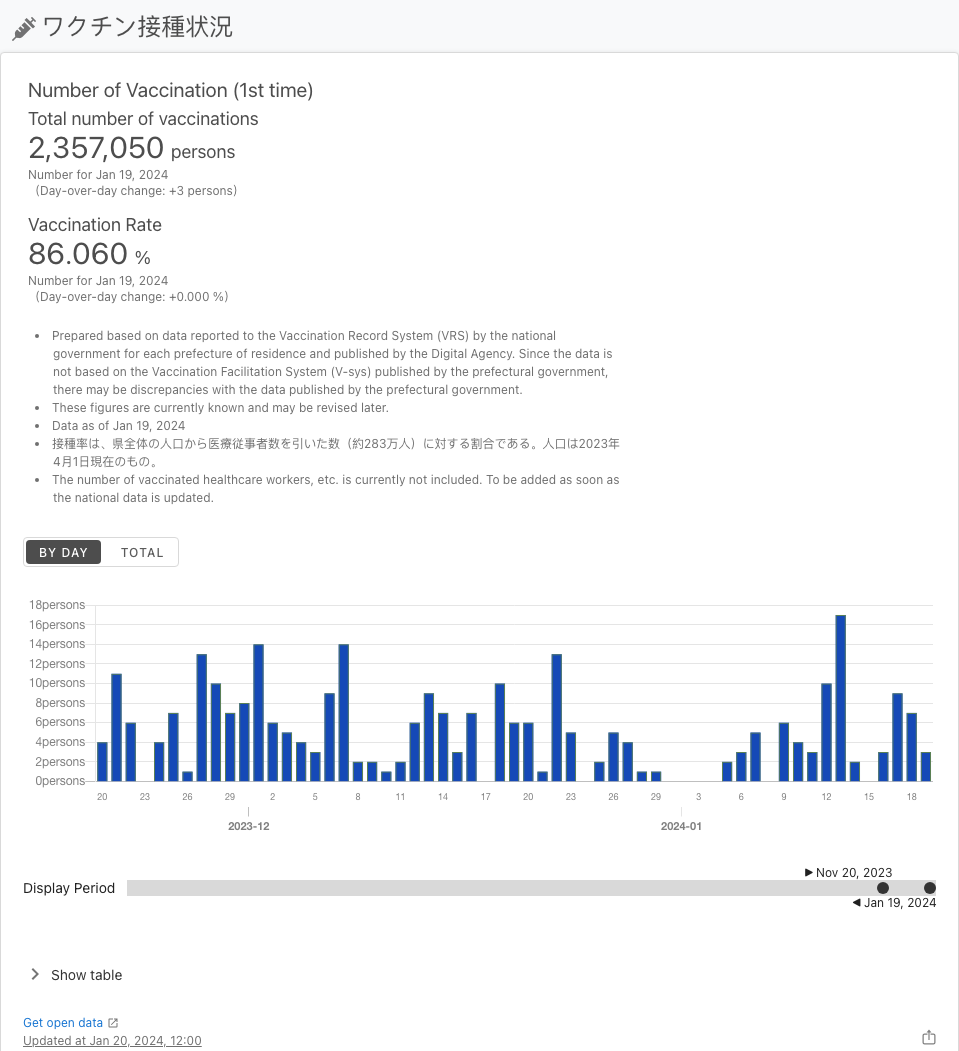 ワクチン接種状況
Number of Vaccination (1st time)
Total number of vaccinations
2,357,050 persons
Number for Jan 19, 2024
(Day-over-day change: +3 persons)
Vaccination Rate
86.060 %
Number for Jan 19, 2024
(Day-over-day change: +0.000 %)
• Prepared based on data reported to the Vaccination Record System (VRS) by the national
government for each prefecture of residence and published by the Digital Agency. Since the data is
not based on the Vaccination Facilitation System (V-sys) published by the prefectural government,
there may be discrepancies with the data published by the prefectural government.
• These figures are currently known and may be revised later.
• Data as of Jan 19, 2024
• 接種率は、県全体の人口から医療従事者数を引いた数（約283万人）に対する割合である。人口は2023年
4月1日現在のもの。
• The number of vaccinated healthcare workers, etc. is currently not included. To be added as soon as
the national data is updated.
BY DAY TOTAL
18persons
16persons
14persons
12persons
10persons
8persons
6persons
4persons
2persons
0persons
20 23 26 29 2 5 8 11 14 17 20 23 26 29 3 6 9 12 15 18
2023-12 2024-01
Nov 20, 2023
Display Period
Jan 19, 2024
Show table
Get open data
Updated at Jan 20, 2024, 12:00